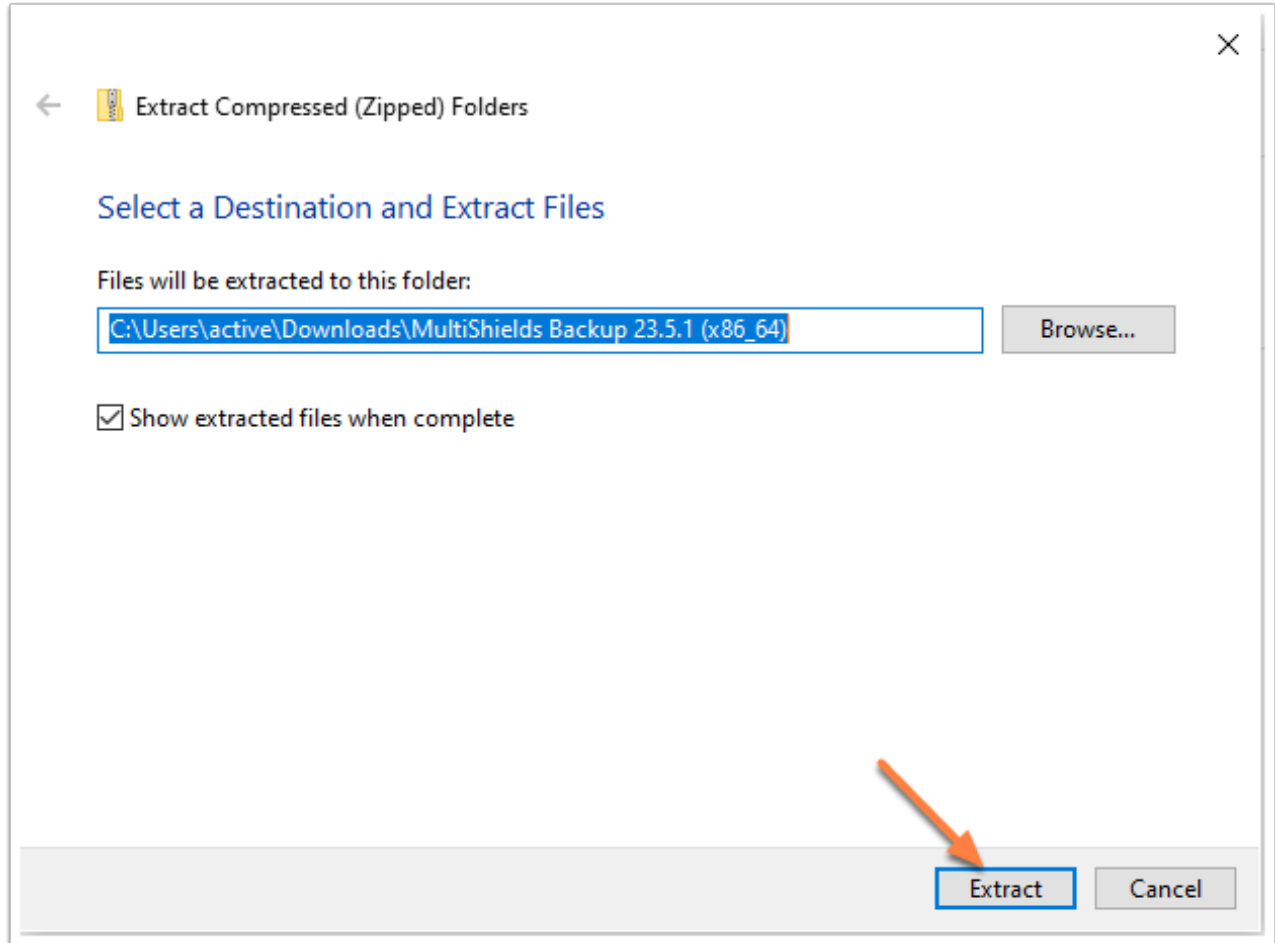 Extract Compressed (Zipped) Folders
Select a Destination and Extract Files
Files will be extracted to this folder:
C:\Users\active\Downloads\MultiShields Backup 23.5.1 (x86_64)
Browse...
Show extracted files when complete
Extract
Cancel